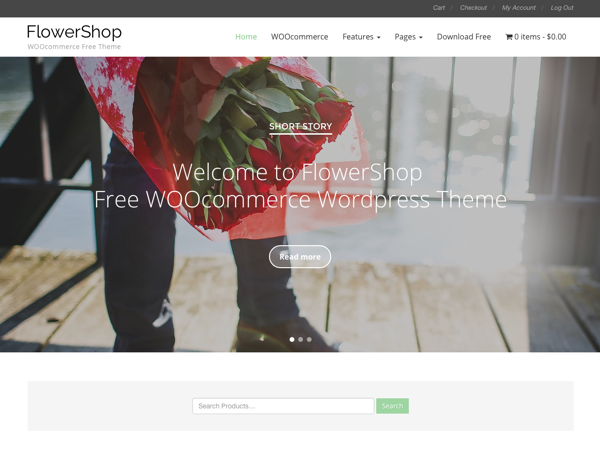 Cart / Checkout / My Account / Log Out
FlowerShop
WOOcommerce Free Theme
Home WOOcommerce Features Pages Download Free 0 items - $0.00
SHORT STORY
Welcome to FlowerShop
Free WOOcommerce Wordpress Theme
Read more
Search Products… Search